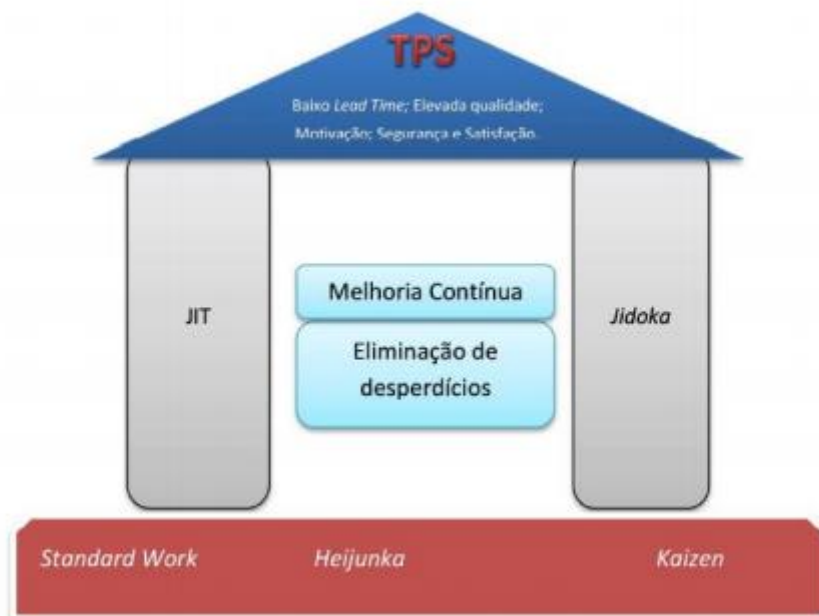 TPS
Baixo Lead Time; Elevada qualidade;
Motivação; Segurança e Satisfação.
Melhoria Contínua
JIT
Jidoka
Eliminação de
desperdícios
Standard Work Heijunka Kaizen